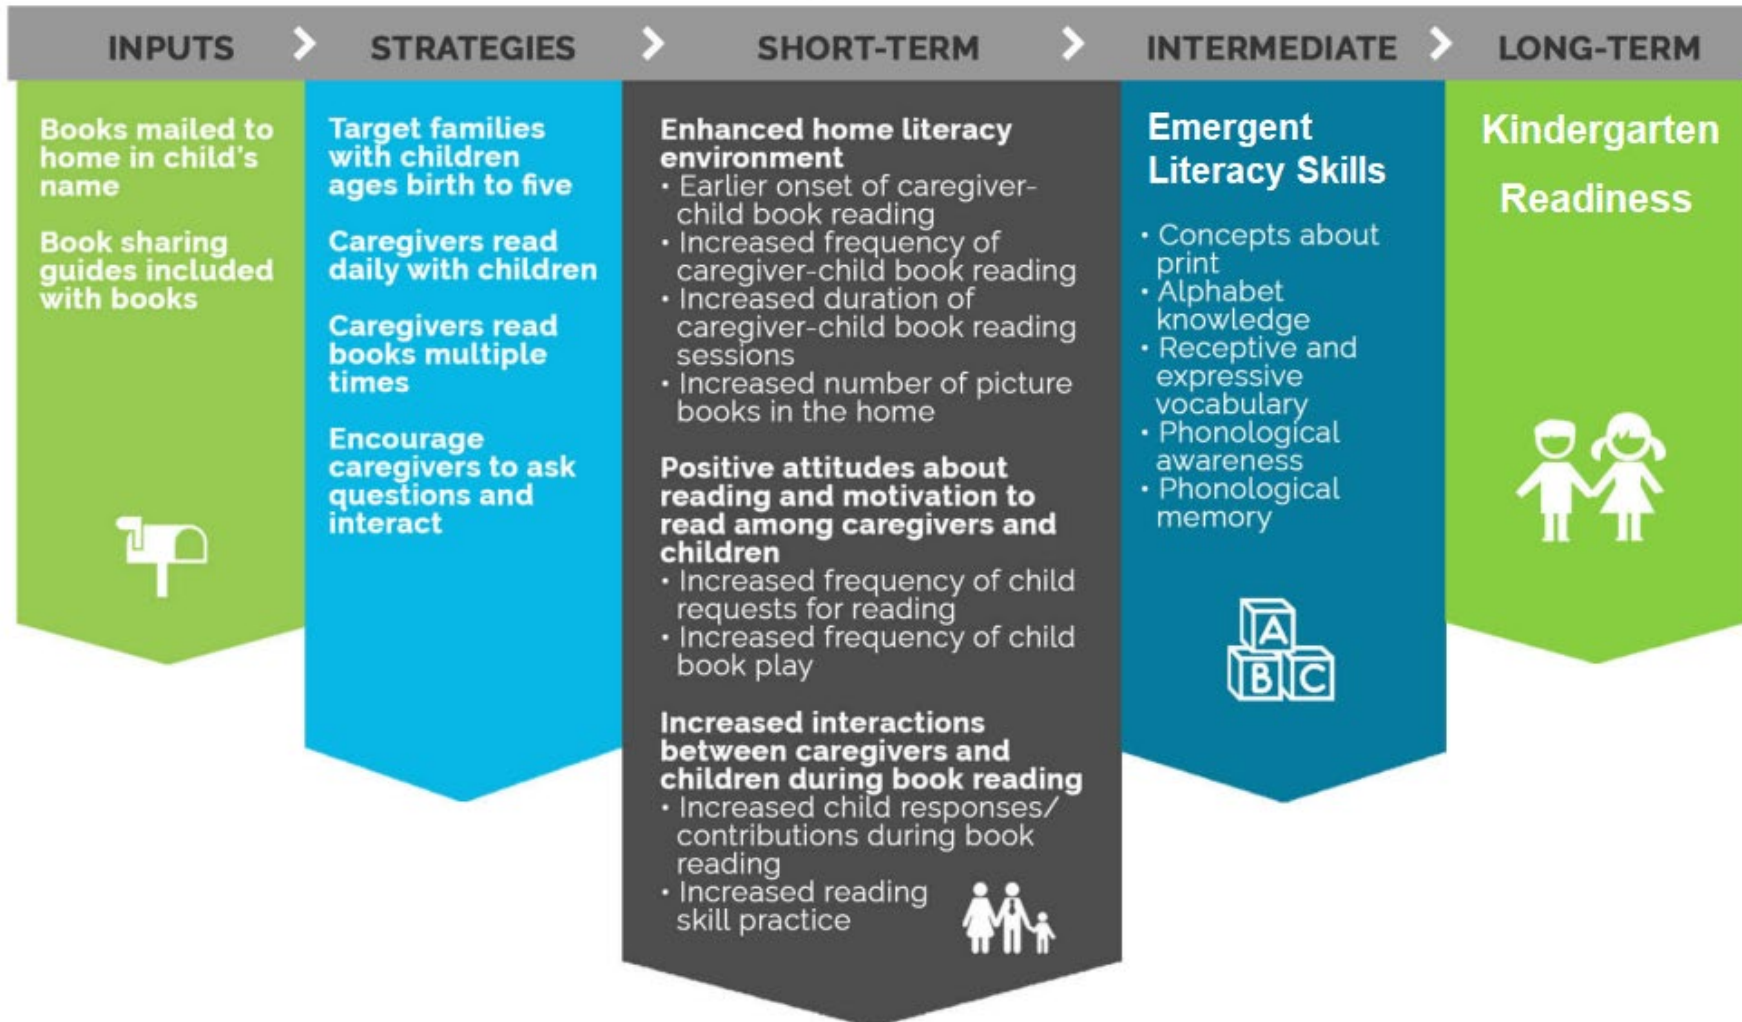 INPUTS
STRATEGIES
SHORT-TERM
INTERMEDIATE
LONG-TERM
Books mailed to
home in child's
name
Book sharing
guides included
with books
Target families
with children
ages birth to five
Caregivers read
daily with children
Caregivers read
books multiple
times
Encourage
caregivers to ask
questions and
interact
Enhanced home literacy
environment
• Earlier onset of caregiver-
child book reading
• Increased frequency of
caregiver-child book reading
• Increased duration of
caregiver-child book reading
sessions
• Increased number of picture
books in the home
Positive attitudes about
reading and motivation to
read among caregivers and
children
• Increased frequency of child
requests for reading
• Increased frequency of child
book play
Increased interactions
between caregivers and
children during book reading
• Increased child responses/
contributions during book
reading
• Increased reading
skill practice
Emergent
Literacy Skills
• Concepts about
print
• Alphabet
knowledge
• Receptive and
expressive
vocabulary
• Phonological
awareness
• Phonological
memory
A
B C
Kindergarten
Readiness